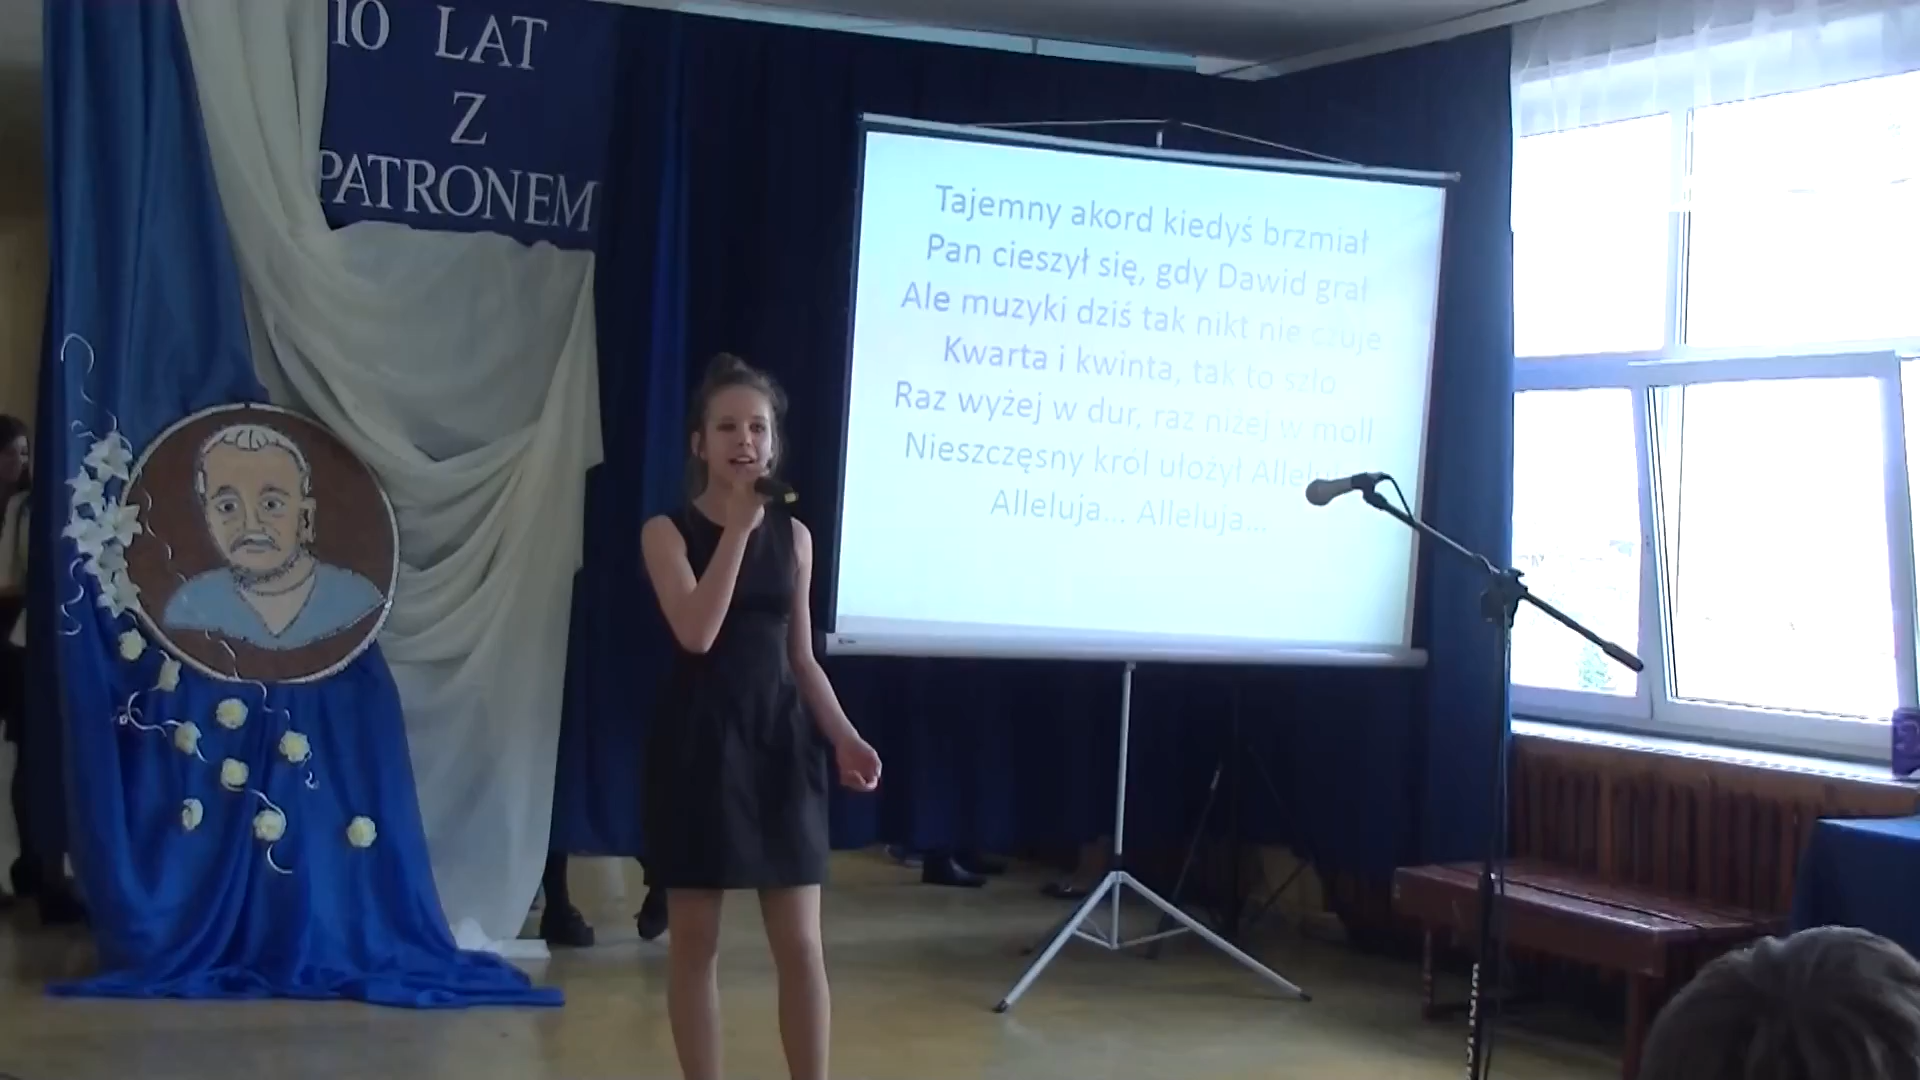 10 LAT
Z
PATRONEM
Tajemny akord kiedyś brzmiał
Pan cieszył się, gdy Dawid grał
Ale muzyki dziś tak nikt nie czuje
Kwarta i kwinta, tak to szło
Raz wyżej w dur, raz niżej w moll
Nieszczęsny król ułożył
Alleluja... Alleluja...